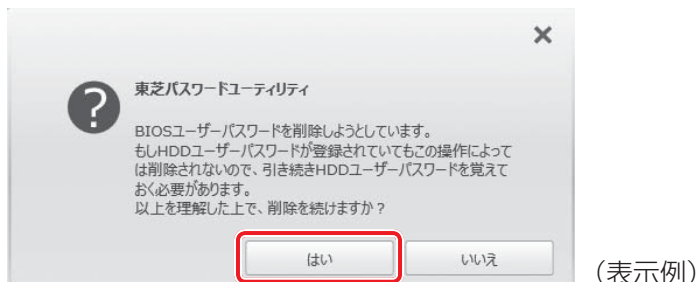 東芝パスワードユーティリティ
BIOSユーザーパスワードを削除しようとしています。
もしHDDユーザーパスワードが登録されていてもこの操作によって
は削除されないので、引き続きHDDユーザーパスワードを覚えて
おく必要があります。
以上を理解した上で、削除を続けますか？
はい
いいえ
（表示例）